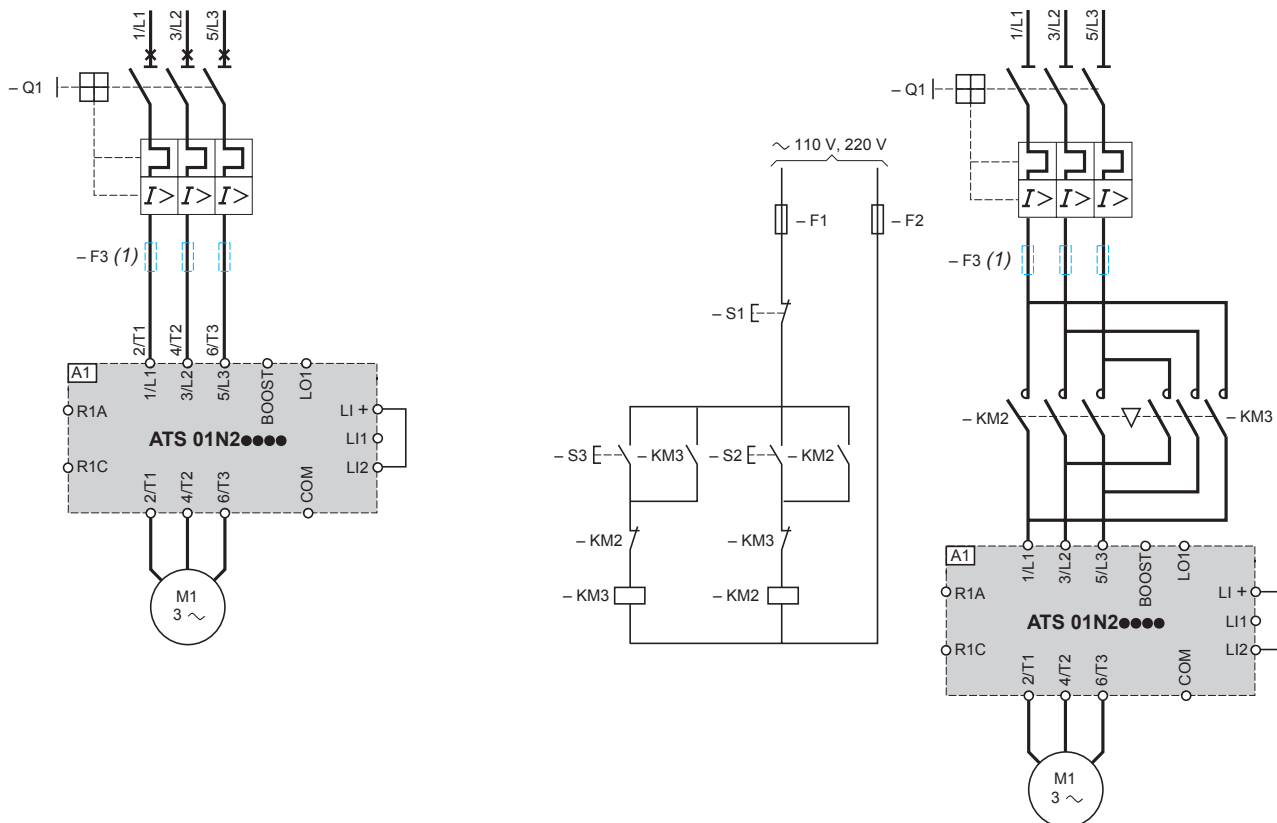 1/L1
3/L2
5/L3
– Q1
I >
I >
I >
– F3 (1)
2/T1
4/T2
6/T3
A1
1/L1
3/L2
5/L3
BOOST
LO1
R1A
LI +
ATS 01N2●●●●
LI1
R1C
LI2
2/T1
4/T2
6/T3
COM
M1
3 ~
~ 110 V, 220 V
– F1
– F2
– S1
– S3
– KM3
– S2
– KM2
– KM2
– KM3
– KM3
– KM2
1/L1
3/L2
5/L3
– Q1
I >
I >
I >
– F3 (1)
– KM2
– KM3
A1
1/L1
3/L2
5/L3
BOOST
LO1
R1A
LI +
ATS 01N2●●●●
LI1
R1C
LI2
2/T1
4/T2
6/T3
COM
M1
3 ~